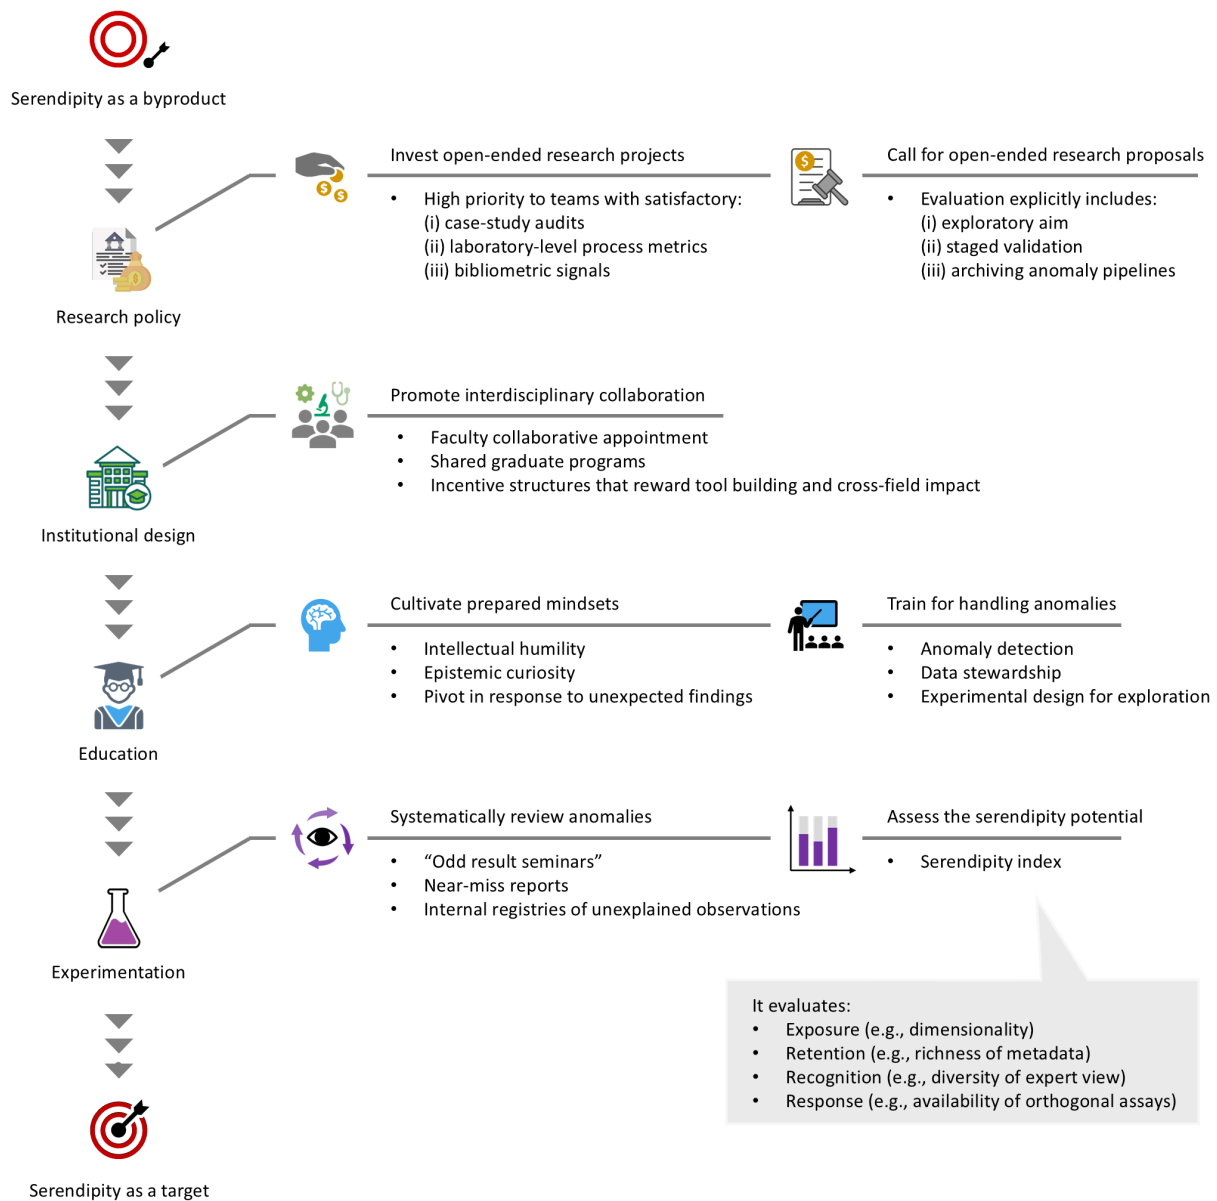 Serendipity as a byproduct
Invest open-ended research projects
• High priority to teams with satisfactory:
(i) case-study audits
(ii) laboratory-level process metrics
(iii) bibliometric signals
Call for open-ended research proposals
• Evaluation explicitly includes:
(i) exploratory aim
(ii) staged validation
(iii) archiving anomaly pipelines
Research policy
Promote interdisciplinary collaboration
• Faculty collaborative appointment
• Shared graduate programs
• Incentive structures that reward tool building and cross-field impact
Institutional design
Cultivate prepared mindsets
• Intellectual humility
• Epistemic curiosity
• Pivot in response to unexpected findings
Train for handling anomalies
• Anomaly detection
• Data stewardship
• Experimental design for exploration
Education
Systematically review anomalies
• “Odd result seminars”
• Near-miss reports
• Internal registries of unexplained observations
Assess the serendipity potential
• Serendipity index
Experimentation
It evaluates:
• Exposure (e.g., dimensionality)
• Retention (e.g., richness of metadata)
• Recognition (e.g., diversity of expert view)
• Response (e.g., availability of orthogonal assays)
Serendipity as a target